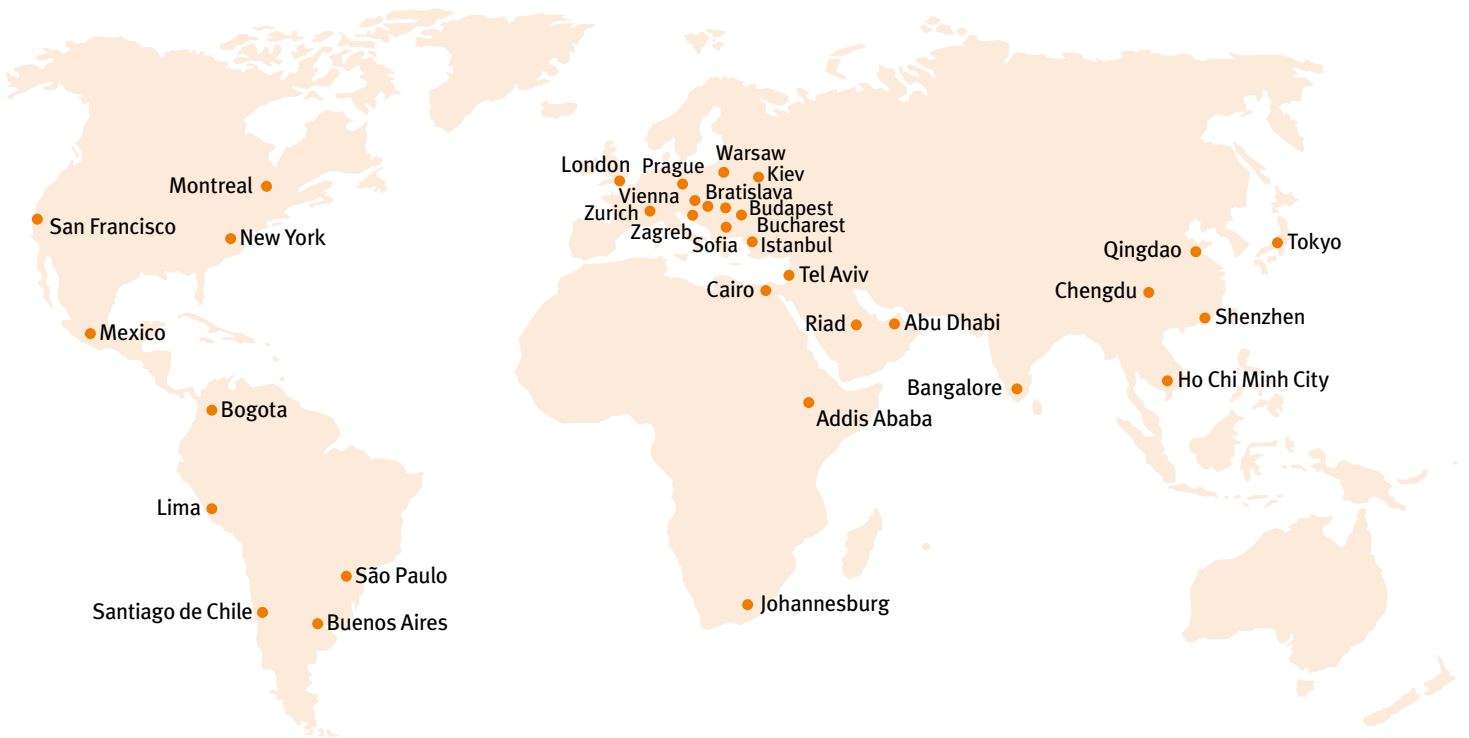 Warsaw
London
Prague
Kiev
Montreal
Vienna
Bratislava
Zurich
Budapest
San Francisco
Bucharest
Zagreb
New York
Sofia
Istanbul
Qingdao
Tokyo
Tel Aviv
Cairo
Chengdu
Riad
Abu Dhabi
Shenzhen
Mexico
Ho Chi Minh City
Bangalore
Bogota
Addis Ababa
Lima
São Paulo
Johannesburg
Santiago de Chile
Buenos Aires